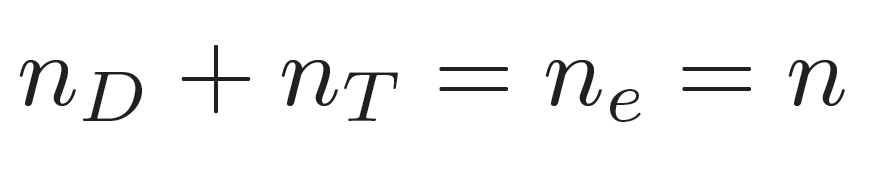 n_D + n_T = n_e = n